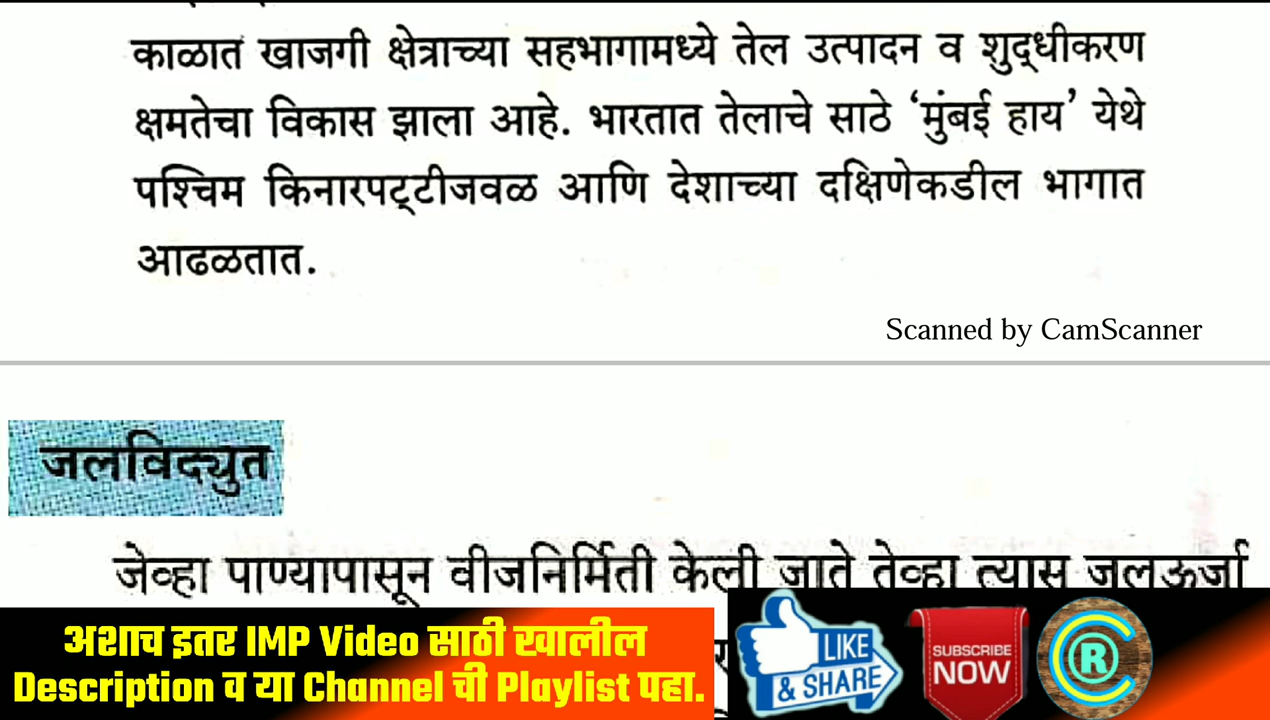 काळात खाजगी क्षेत्राच्या सहभागामध्ये तेल उत्पादन व शुद्धीकरण
क्षमतेचा विकास झाला आहे. भारतात तेलाचे साठे ‘मुंबई हाय’ येथे
पश्चिम किनारपट्टीजवळ आणि देशाच्या दक्षिणेकडील भागात
आढळतात.
Scanned by CamScanner
जलविद्युत
जेव्हा पाण्यापासून वीजनिर्मिती केली जाते तेव्हा त्यास जलऊर्जा
अशाच इतर IMP Video साठी खालील
Description व या Channel ची Playlist पहा.
LIKE
& SHARE
SUBSCRIBE
NOW
R